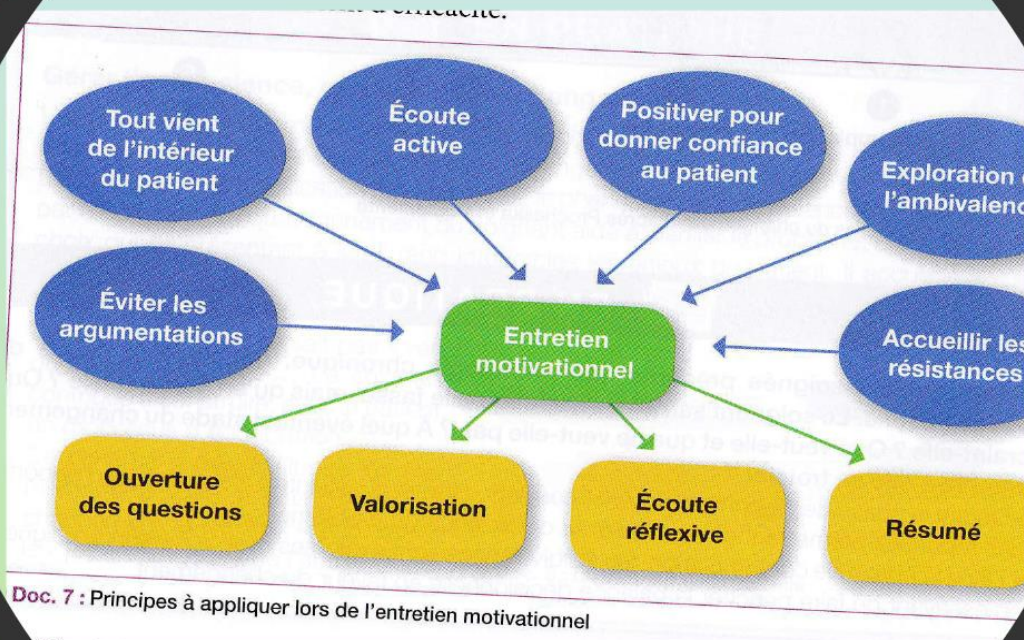 d'efficacité.
Tout vient
de l'intérieur
du patient
Écoute
active
Positiver pour
donner confiance
au patient
Exploration
l'ambivalenc
Éviter les
argumentations
Entretien
motivationnel
Accueillir les
résistances
Ouverture
des questions
Valorisation
Écoute
réflexive
Résumé
Doc. 7 : Principes à appliquer lors de l'entretien motivationnel